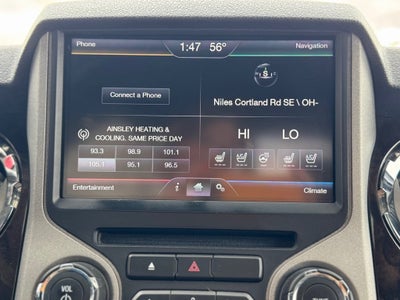 Phone
1:47 56°
Navigation
S
Connect a Phone
Niles Cortland Rd SE \ OH-
AINSLEY HEATING &
COOLING. SAME PRICE DAY
HI LO
93.3 98.9 101.1
105.1 95.1 96.5
Entertainment
i
Climate
VOL